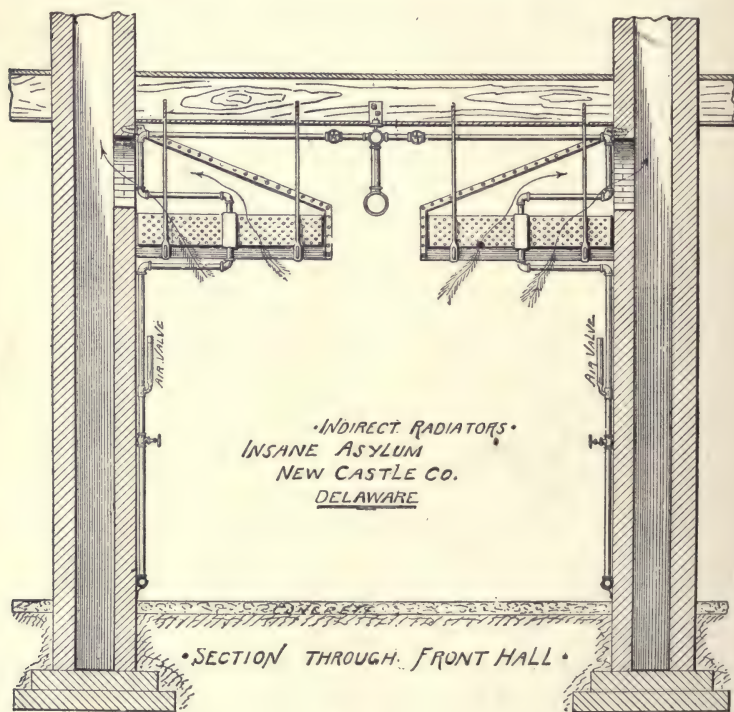 AIR VALVE
AIR VALVE
·INDIRECT RADIATORS·
INSANE ASYLUM
NEW CASTLE CO.
DELAWARE
CONCRETE
·SECTION THROUGH FRONT HALL·